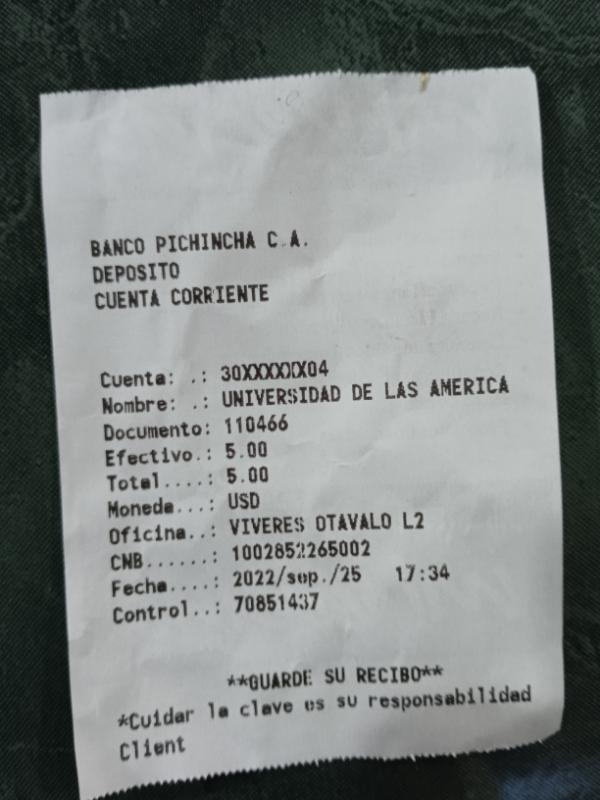 BANCO PICHINCHA C.A.
DEPOSITO
CUENTA CORRIENTE
Cuenta: .: 30XXXXXX04
Nombre: .: UNIVERSIDAD DE LAS AMERICA
Documento: 110466
Efectivo.: 5.00
Total....: 5.00
Moneda...: USD
Oficina..: VIVERES OTAVALO L2
CNB......: 1002852265002
Fecha....: 2022/sep./25 17:34
Control..: 70851437
**GUARDE SU RECIBO**
*Cuidar la clave es su responsabilidad
Client